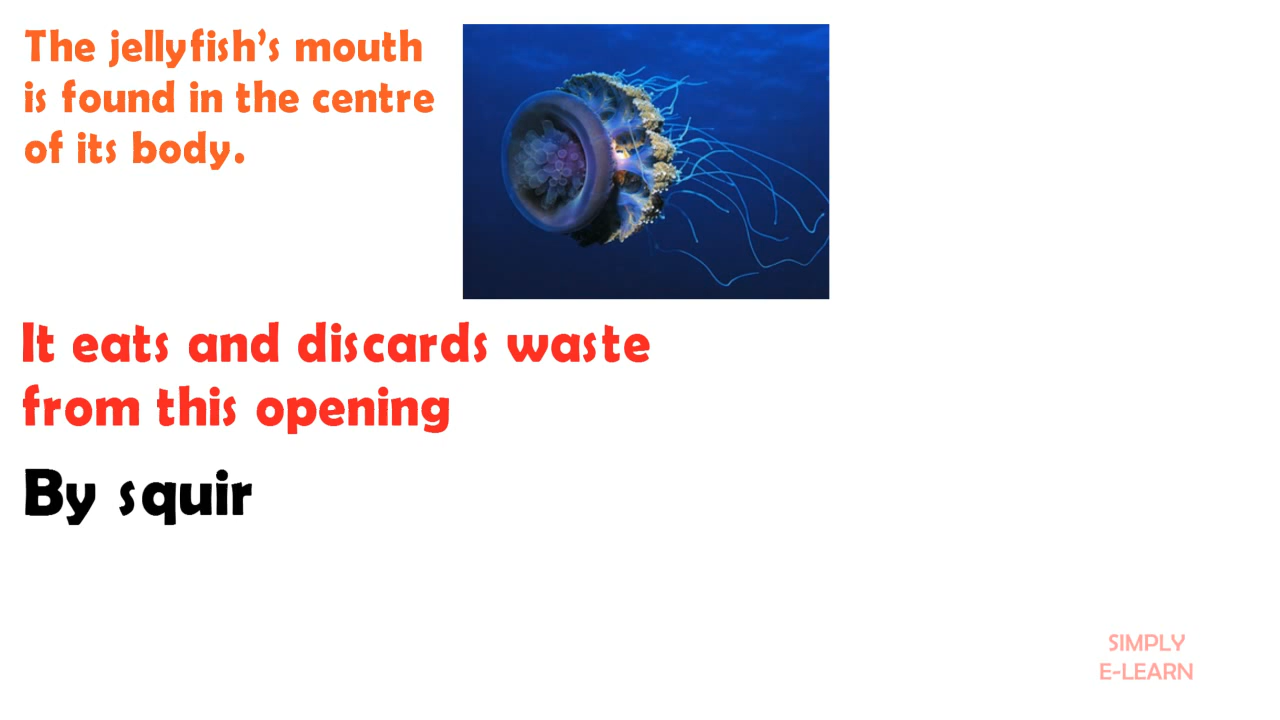 The jellyfish’s mouth
is found in the centre
of its body.
It eats and discards waste
from this opening
By squir
SIMPLY
E-LEARN